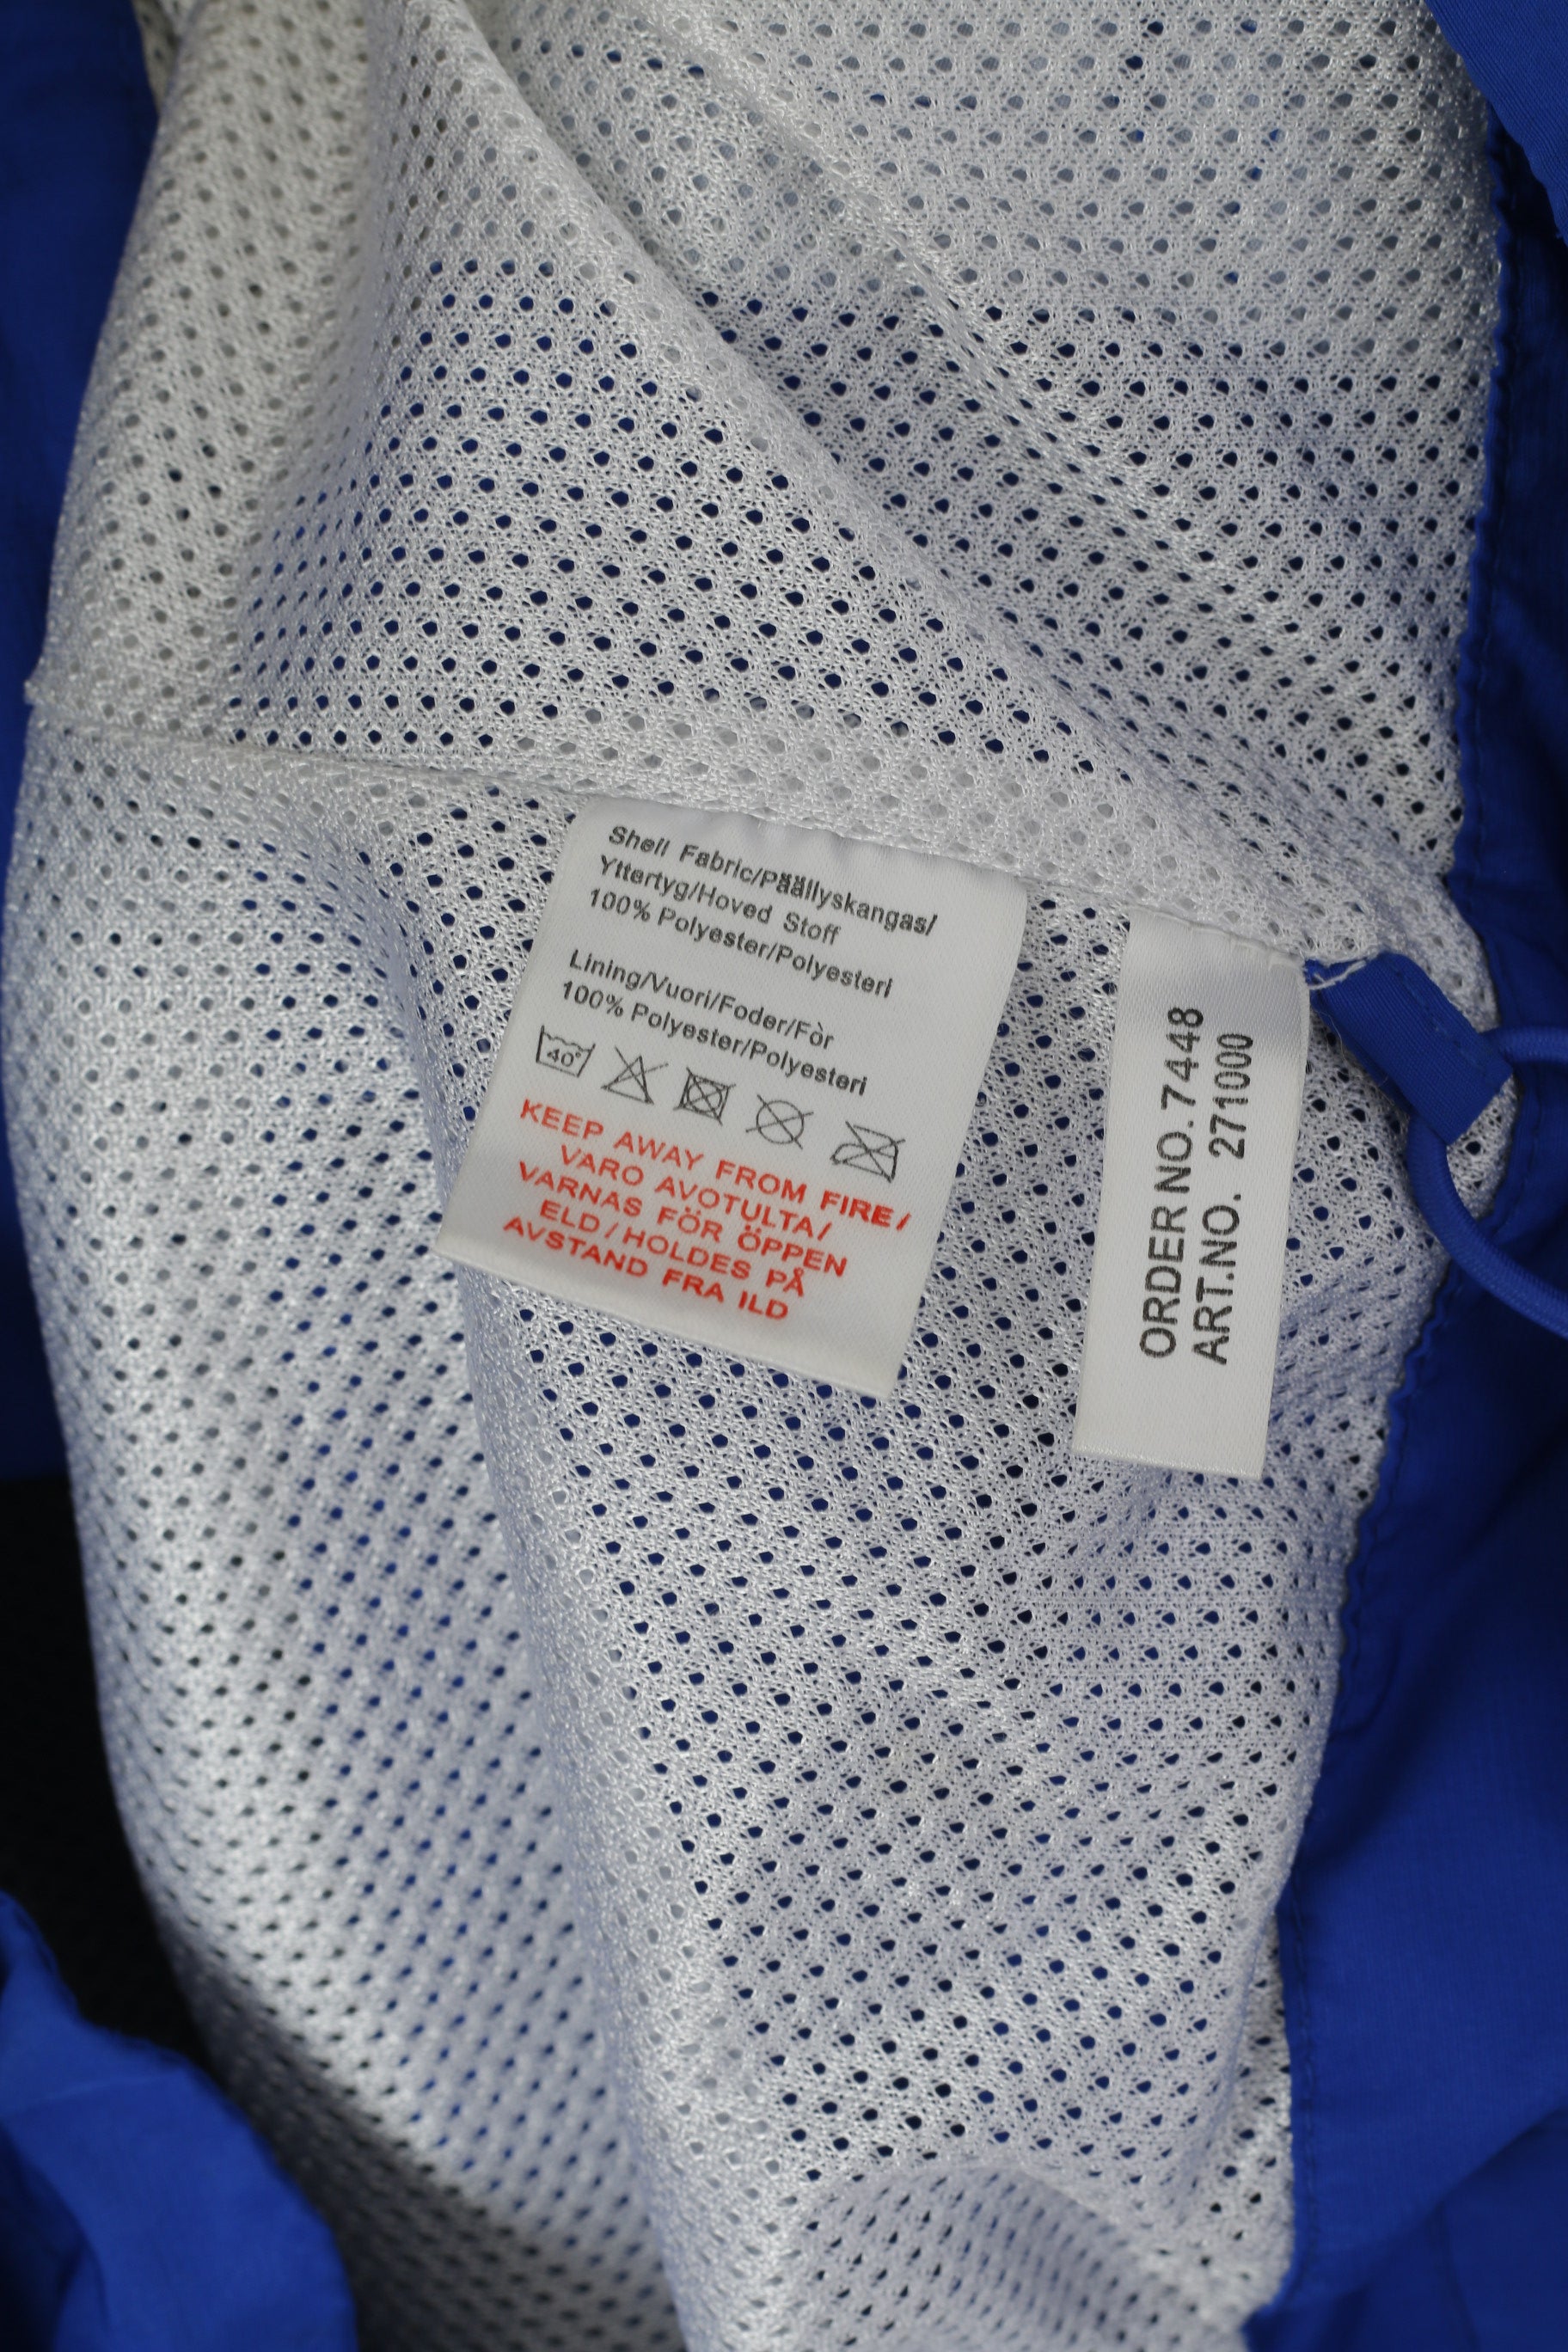 Shell Fabric/Päällyskangas/
Yttertyg/Hoved Stoff
100% Polyester/Polyesteri
Lining/Vuori/Foder/Fòr
100% Polyester/Polyesteri
40°
KEEP AWAY FROM FIRE/
VARO AVOTULTA/
VARNAS FÖR ÖPPEN
ELD/HOLDES PÅ
AVSTAND FRA ILD
ORDER NO. 7448
ART.NO. 271000